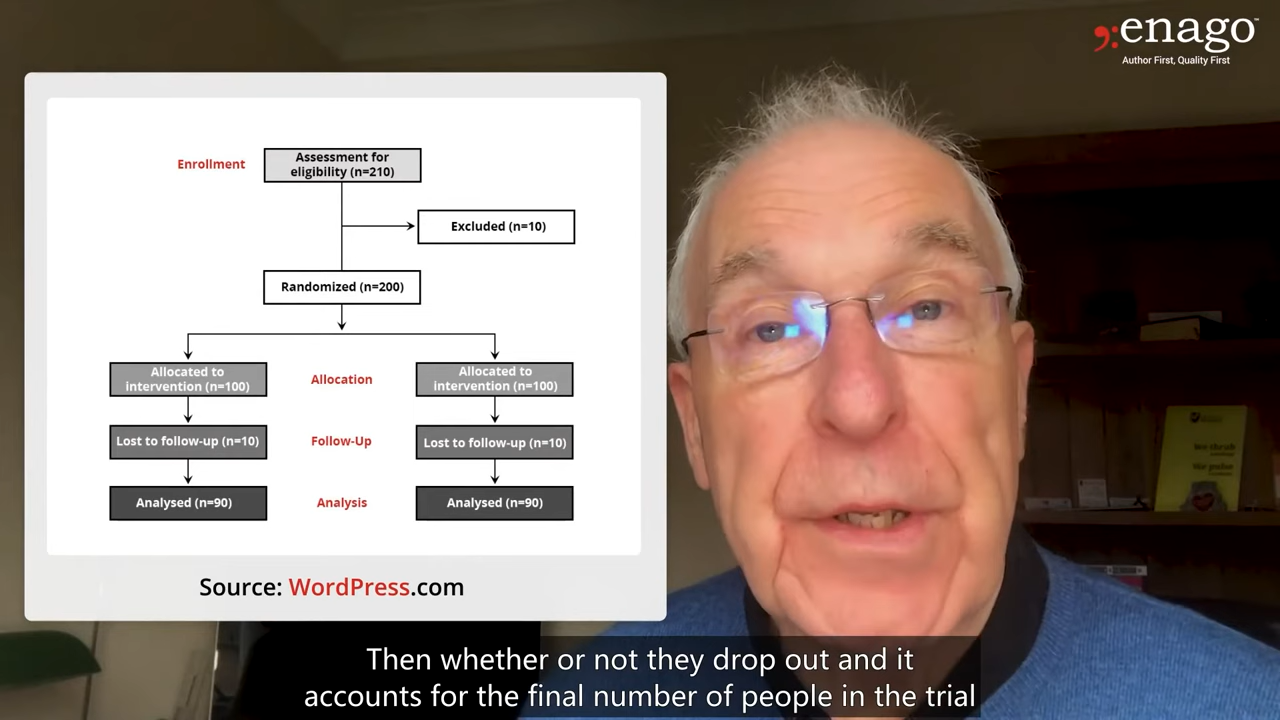 enago
Author First, Quality First
Enrollment
Assessment for
eligibility (n=210)
Excluded (n=10)
Randomized (n=200)
Allocated to
intervention (n=100)
Allocation
Allocated to
intervention (n=100)
Lost to follow-up (n=10)
Follow-Up
Lost to follow-up (n=10)
Analysed (n=90)
Analysis
Analysed (n=90)
Source: WordPress.com
Then whether or not they drop out and it
accounts for the final number of people in the trial